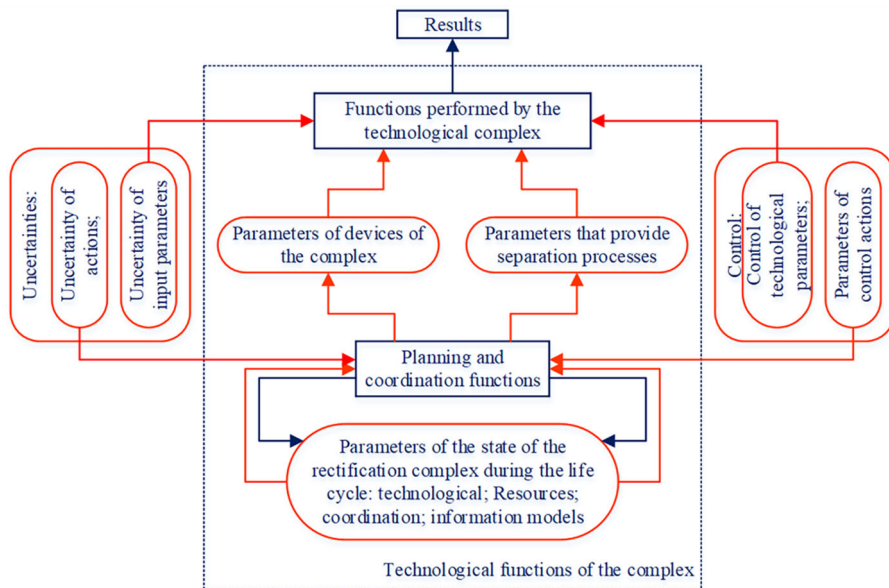 Results
Functions performed by the
technological complex
Uncertainties:
Uncertainty of
actions;
Uncertainty of
input parameters
Parameters of devices of
the complex
Parameters that provide
separation processes
Control:
Control of
technological
parameters;
Parameters of
control actions
Planning and
coordination functions
Parameters of the state of the
rectification complex during the life
cycle: technological; Resources;
coordination; information models
Technological functions of the complex